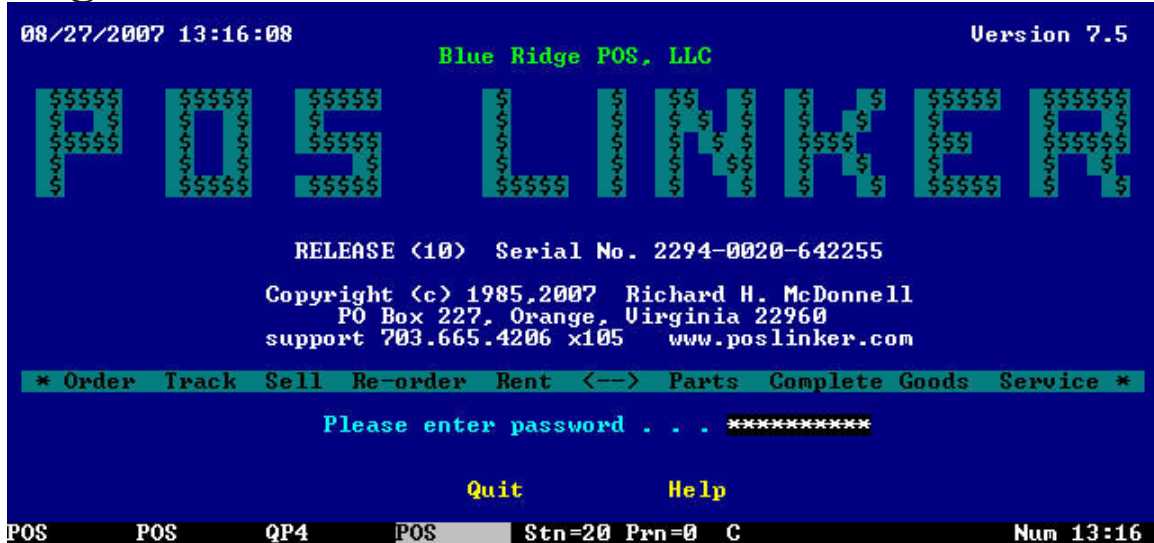 08/27/2007 13:16:08 Version 7.5
Blue Ridge POS, LLC
POS LINKER
RELEASE (10) Serial No. 2294-0020-642255
Copyright (c) 1985,2007 Richard H. McDonnell
PO Box 227, Orange, Virginia 22960
support 703.665.4206 x105 www.poslinker.com
* Order Track Sell Re-order Rent <--> Parts Complete Goods Service *
Please enter password . . . **********
Quit Help
POS POS QP4 POS Stn=20 Prn=0 C Num 13:16